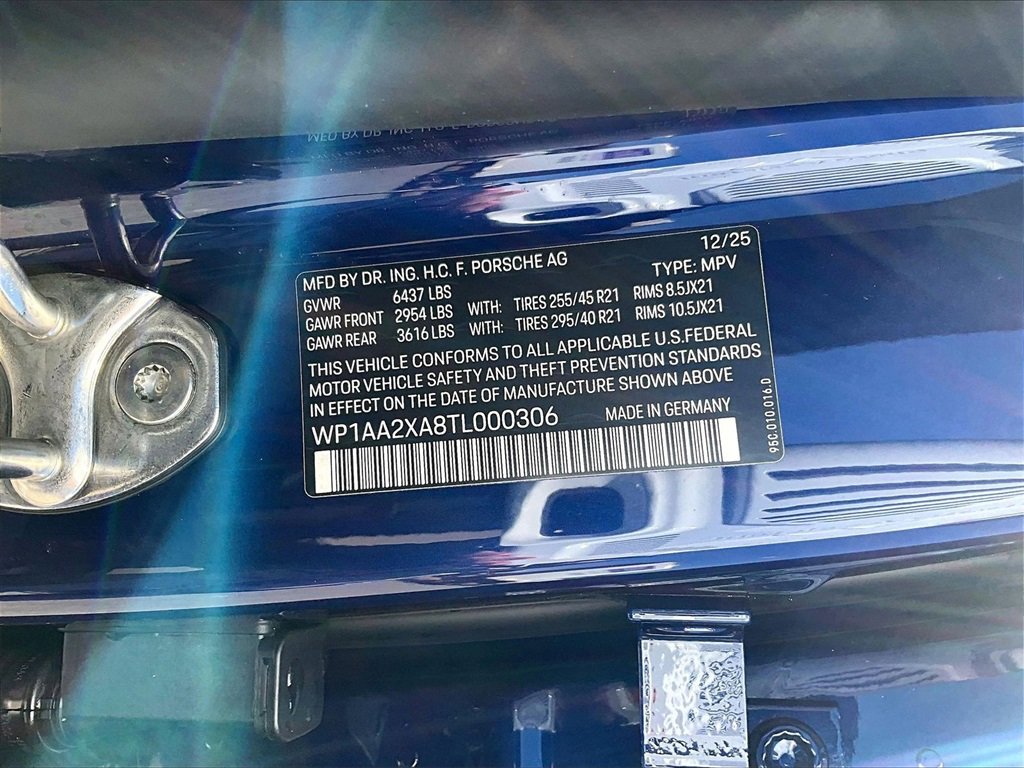 12/25
MFD BY DR. ING. H.C. F. PORSCHE AG
TYPE: MPV
GVWR 6437 LBS
GAWR FRONT 2954 LBS WITH: TIRES 255/45 R21 RIMS 8.5JX21
GAWR REAR 3616 LBS WITH: TIRES 295/40 R21 RIMS 10.5JX21
THIS VEHICLE CONFORMS TO ALL APPLICABLE U.S.FEDERAL
MOTOR VEHICLE SAFETY AND THEFT PREVENTION STANDARDS
IN EFFECT ON THE DATE OF MANUFACTURE SHOWN ABOVE
WP1AA2XA8TL000306 MADE IN GERMANY
95C.010.016.D